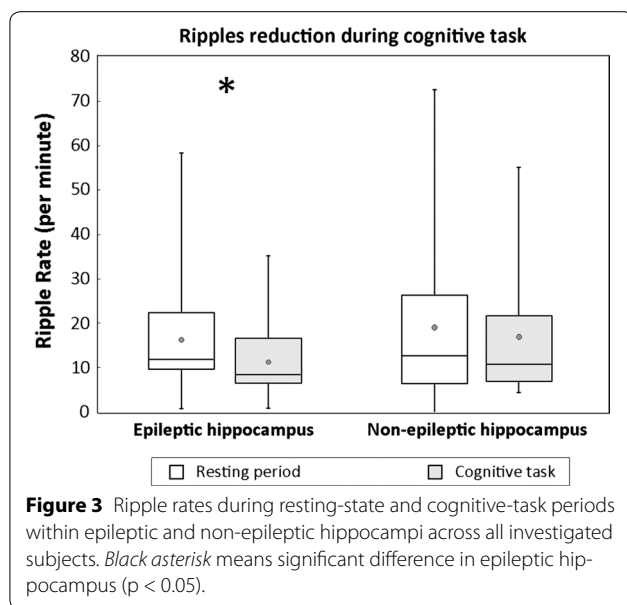 Ripples reduction during cognitive task
80
70
60
50
40
30
20
10
0
Ripple Rate (per minute)
*
Epileptic hippocampus Non-epileptic hippocampus
Resting period Cognitive task
Figure 3 Ripple rates during resting-state and cognitive-task periods
within epileptic and non-epileptic hippocampi across all investigated
subjects. Black asterisk means significant difference in epileptic hip-
pocampus (p < 0.05).